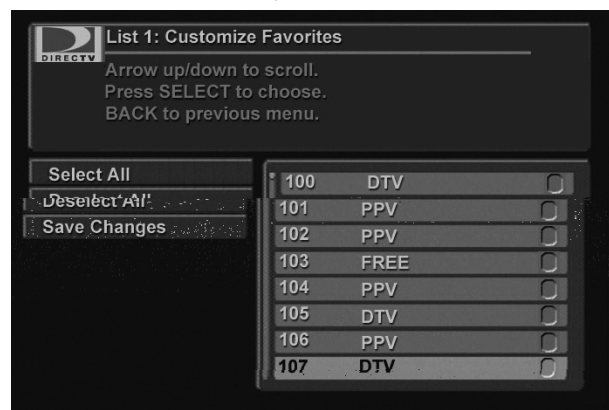 List 1: Customize Favorites
DIRECTV
Arrow up/down to scroll.
Press SELECT to choose.
BACK to previous menu.
Select All
Deselect All
Save Changes
100 DTV
101 PPV
102 PPV
103 FREE
104 PPV
105 DTV
106 PPV
107 DTV